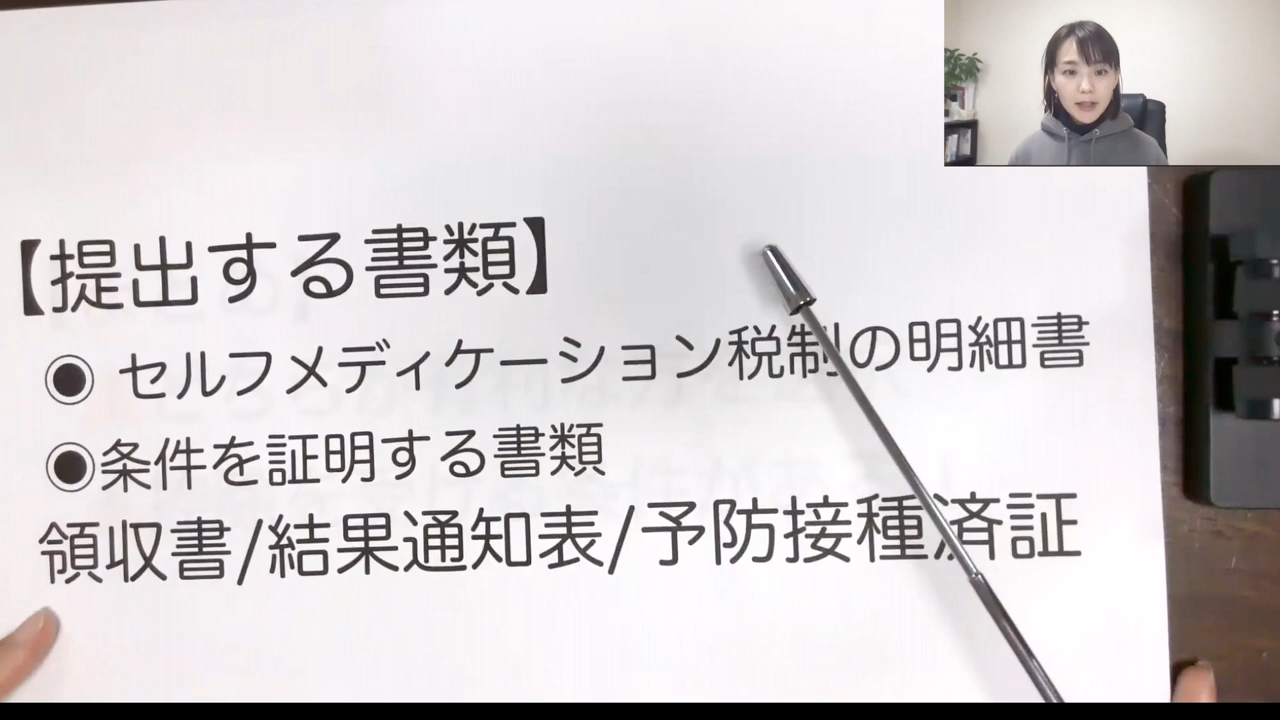 【提出する書類】
◉ セルフメディケーション税制の明細書
◉条件を証明する書類
領収書/結果通知表/予防接種済証